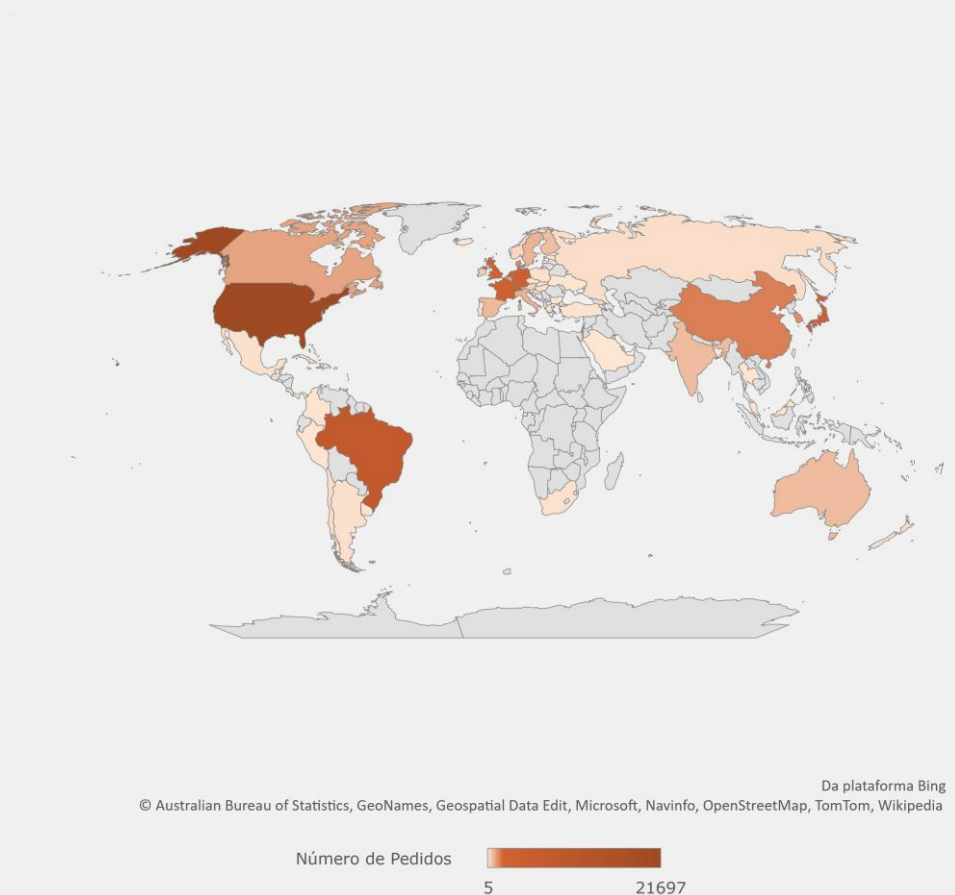 Da plataforma Bing
© Australian Bureau of Statistics, GeoNames, Geospatial Data Edit, Microsoft, Navinfo, OpenStreetMap, TomTom, Wikipedia
Número de Pedidos
5 21697